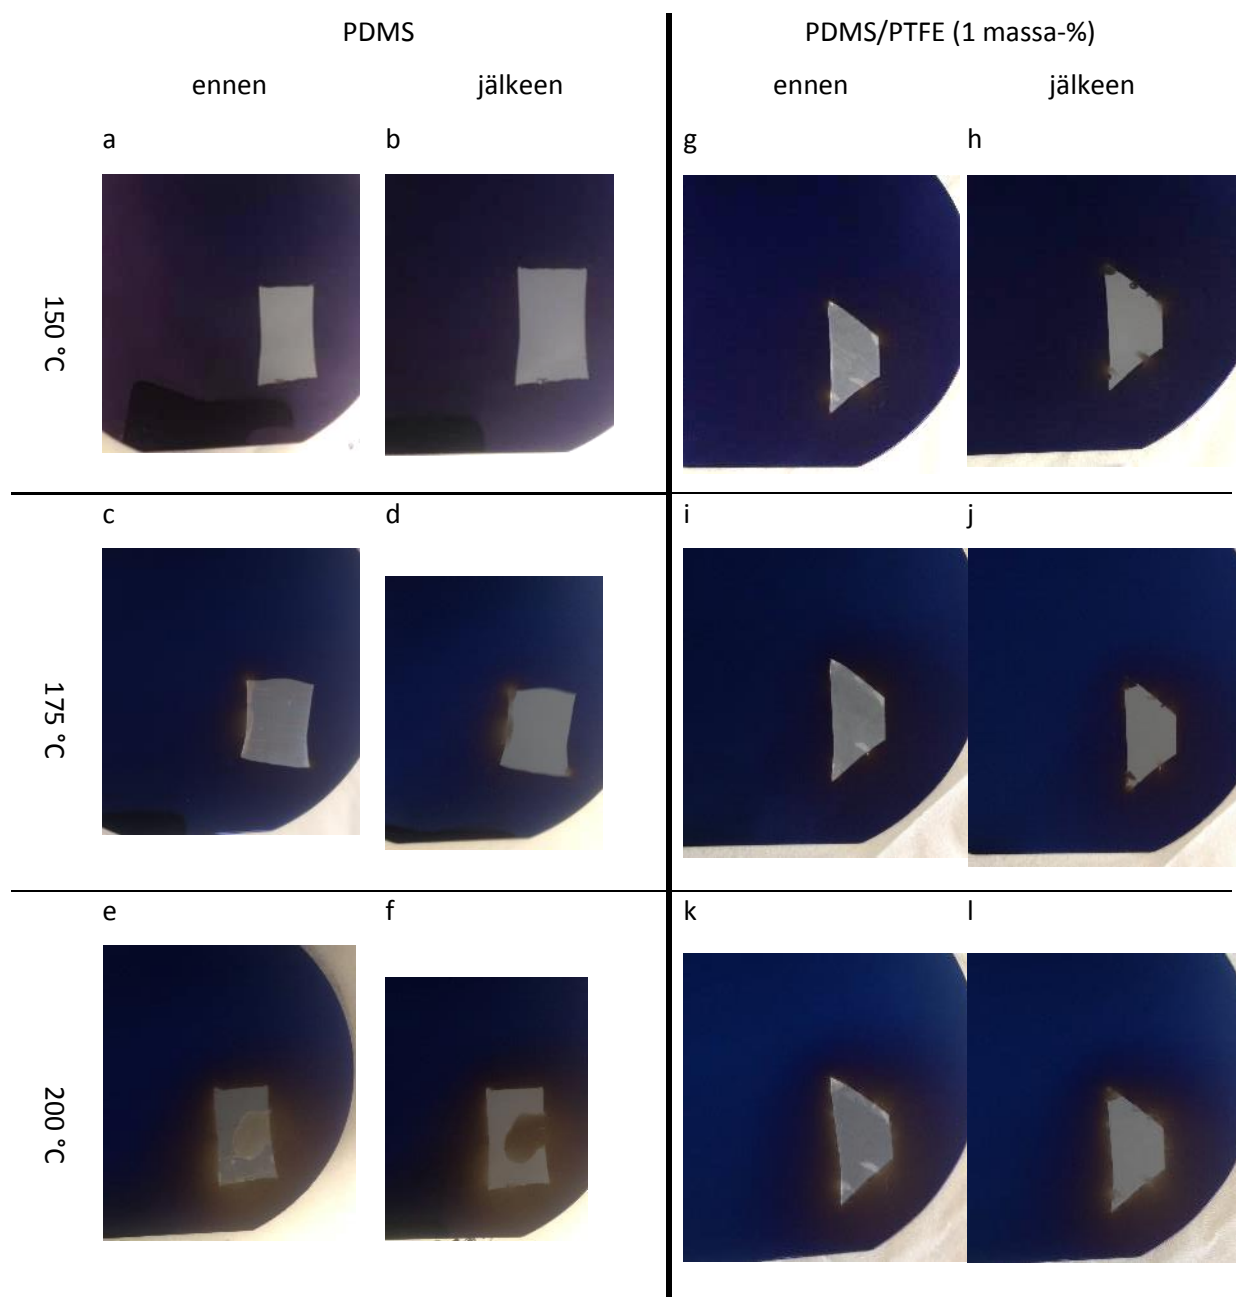 PDMS PDMS/PTFE (1 massa-%)
ennen jälkeen ennen jälkeen
a b g h
150 °C
c d i j
175 °C
e f k l
200 °C